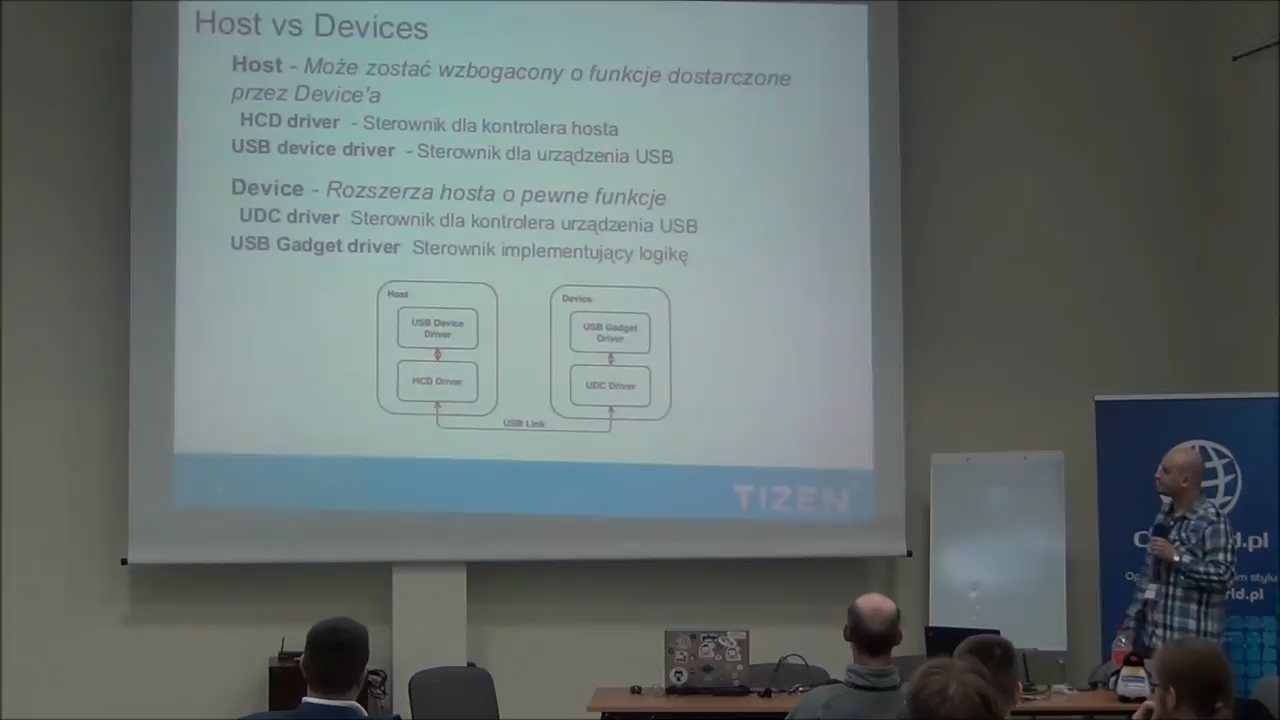 Host vs Devices
Host - Może zostać wzbogacony o funkcje dostarczone
przez Device'a
HCD driver - Sterownik dla kontrolera hosta
USB device driver - Sterownik dla urządzenia USB
Device - Rozszerza hosta o pewne funkcje
UDC driver Sterownik dla kontrolera urządzenia USB
USB Gadget driver Sterownik implementujący logikę
Host
USB Device
Driver
HCD Driver
Device
USB Gadget
Driver
UDC Driver
USB Link
TIZEN
php